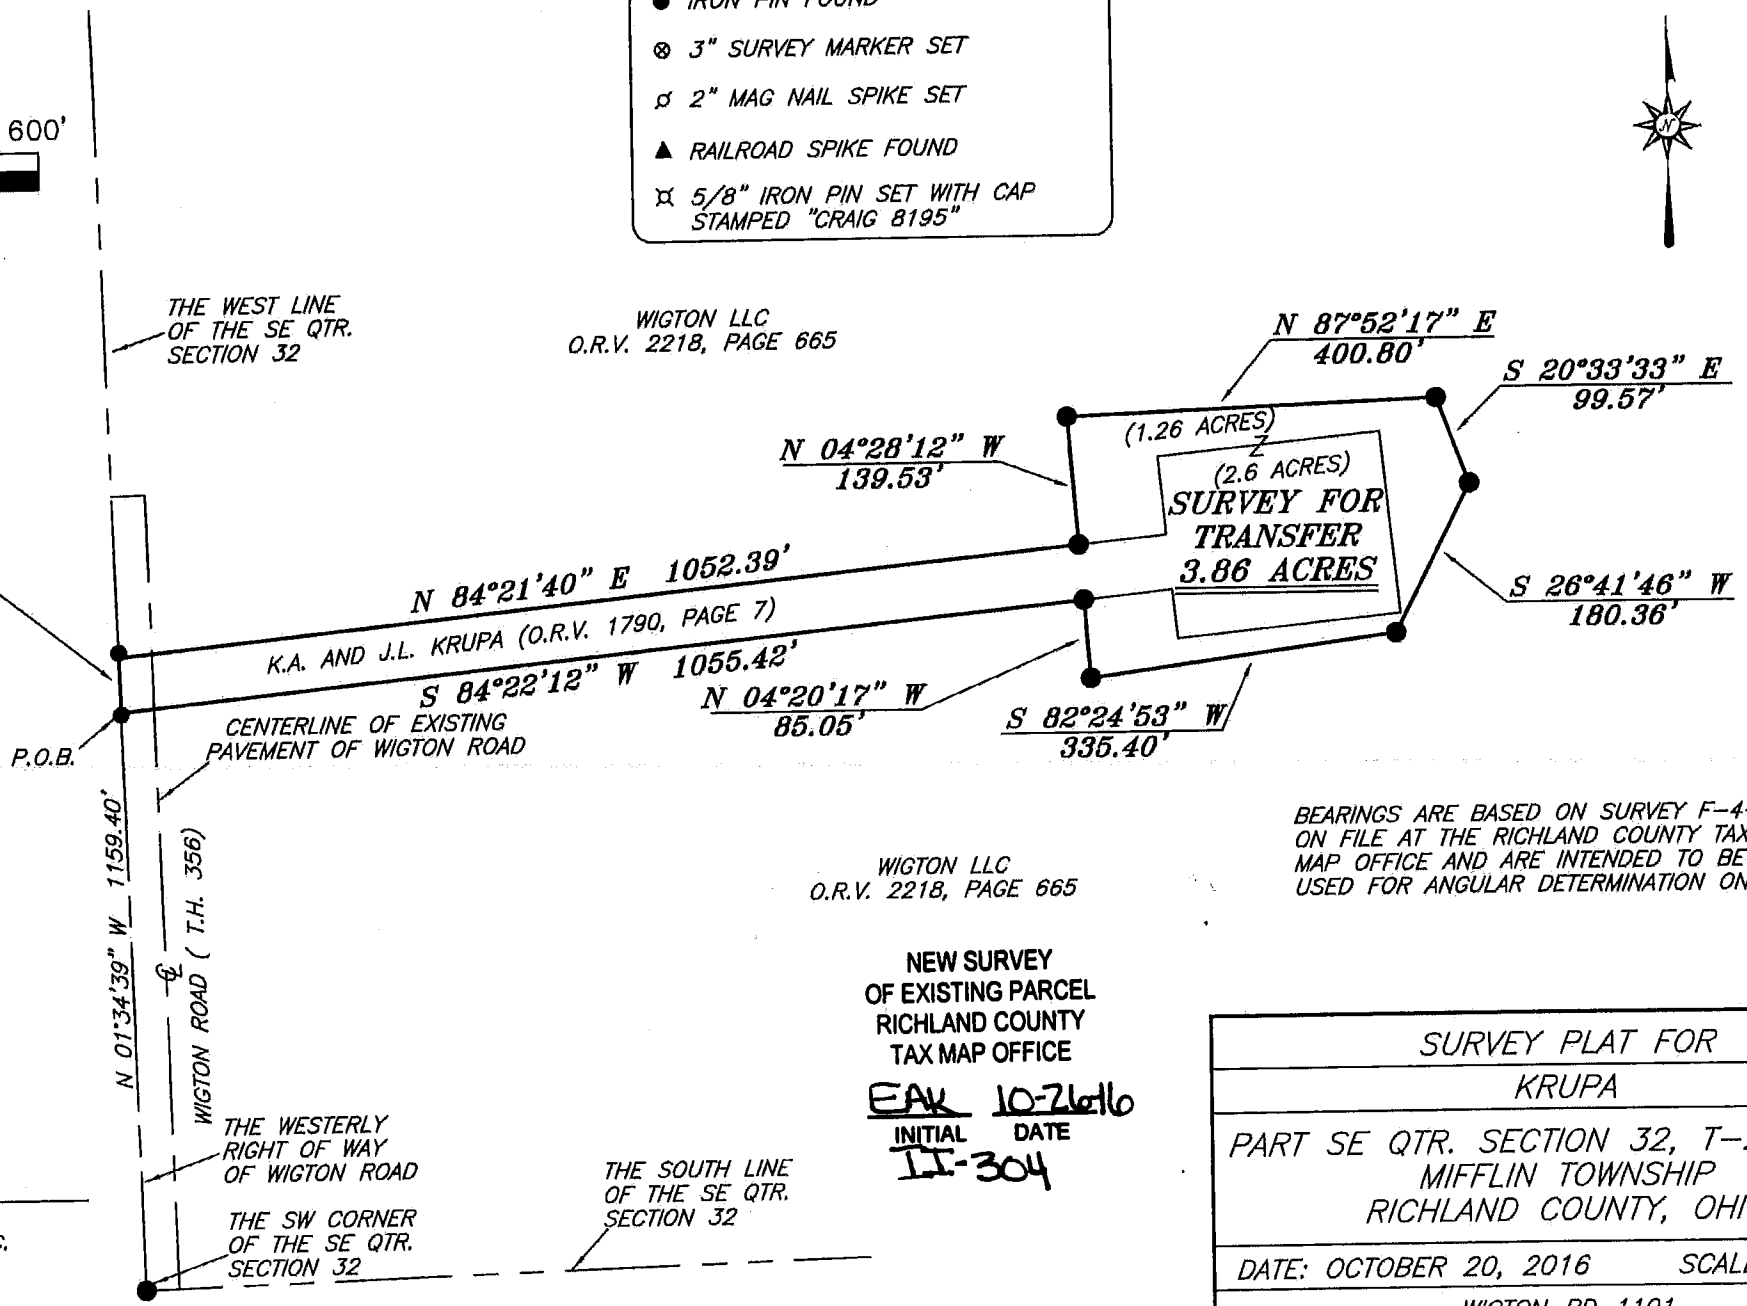 IRON PIN FOUND
3" SURVEY MARKER SET
2" MAG NAIL SPIKE SET
RAILROAD SPIKE FOUND
5/8" IRON PIN SET WITH CAP
STAMPED "CRAIG 8195"
600'
N
THE WEST LINE
OF THE SE QTR.
SECTION 32
WIGTON LLC
O.R.V. 2218, PAGE 665
N 87°52'17" E
400.80'
S 20°33'33" E
99.57'
N 04°28'12" W
139.53'
(1.26 ACRES)
Z
(2.6 ACRES)
SURVEY FOR
TRANSFER
3.86 ACRES
S 26°41'46" W
180.36'
N 84°21'40" E 1052.39'
K.A. AND J.L. KRUPA (O.R.V. 1790, PAGE 7)
S 84°22'12" W 1055.42'
N 04°20'17" W
85.05'
S 82°24'53" W
335.40'
P.O.B.
CENTERLINE OF EXISTING
PAVEMENT OF WIGTON ROAD
N 01°34'39" W 1159.40'
WIGTON ROAD ( T.H. 356)
BEARINGS ARE BASED ON SURVEY F-4
ON FILE AT THE RICHLAND COUNTY TAX
MAP OFFICE AND ARE INTENDED TO BE
USED FOR ANGULAR DETERMINATION ON
WIGTON LLC
O.R.V. 2218, PAGE 665
NEW SURVEY
OF EXISTING PARCEL
RICHLAND COUNTY
TAX MAP OFFICE
EAK 10-26-16
INITIAL DATE
II-304
THE WESTERLY
RIGHT OF WAY
OF WIGTON ROAD
THE SW CORNER
OF THE SE QTR.
SECTION 32
THE SOUTH LINE
OF THE SE QTR.
SECTION 32
SURVEY PLAT FOR
KRUPA
PART SE QTR. SECTION 32, T-
MIFFLIN TOWNSHIP
RICHLAND COUNTY, OHI
DATE: OCTOBER 20, 2016 SCAL
WIGTON RD 1101